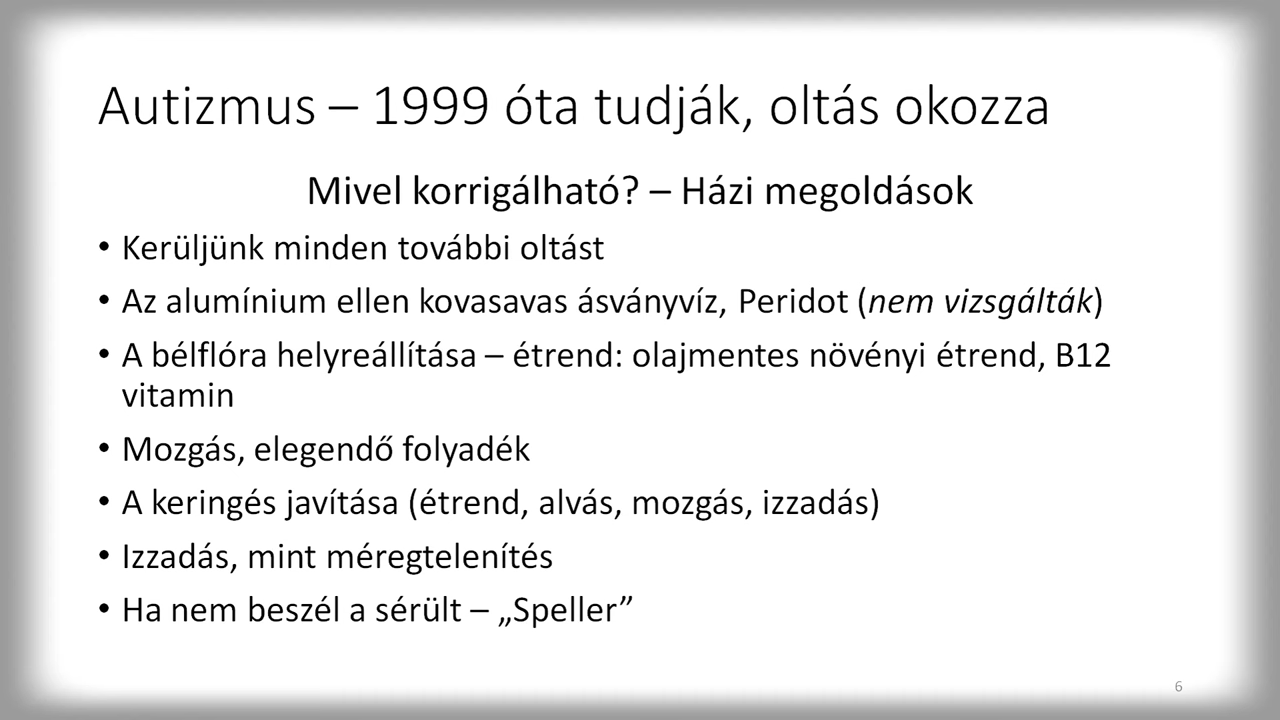 Autizmus – 1999 óta tudják, oltás okozza
Mivel korrigálható? – Házi megoldások
• Kerüljünk minden további oltást
• Az alumínium ellen kovasavas ásványvíz, Peridot (nem vizsgálták)
• A bélflóra helyreállítása – étrend: olajmentes növényi étrend, B12
vitamin
• Mozgás, elegendő folyadék
• A keringés javítása (étrend, alvás, mozgás, izzadás)
• Izzadás, mint méregtelenítés
• Ha nem beszél a sérült – „Speller”
6